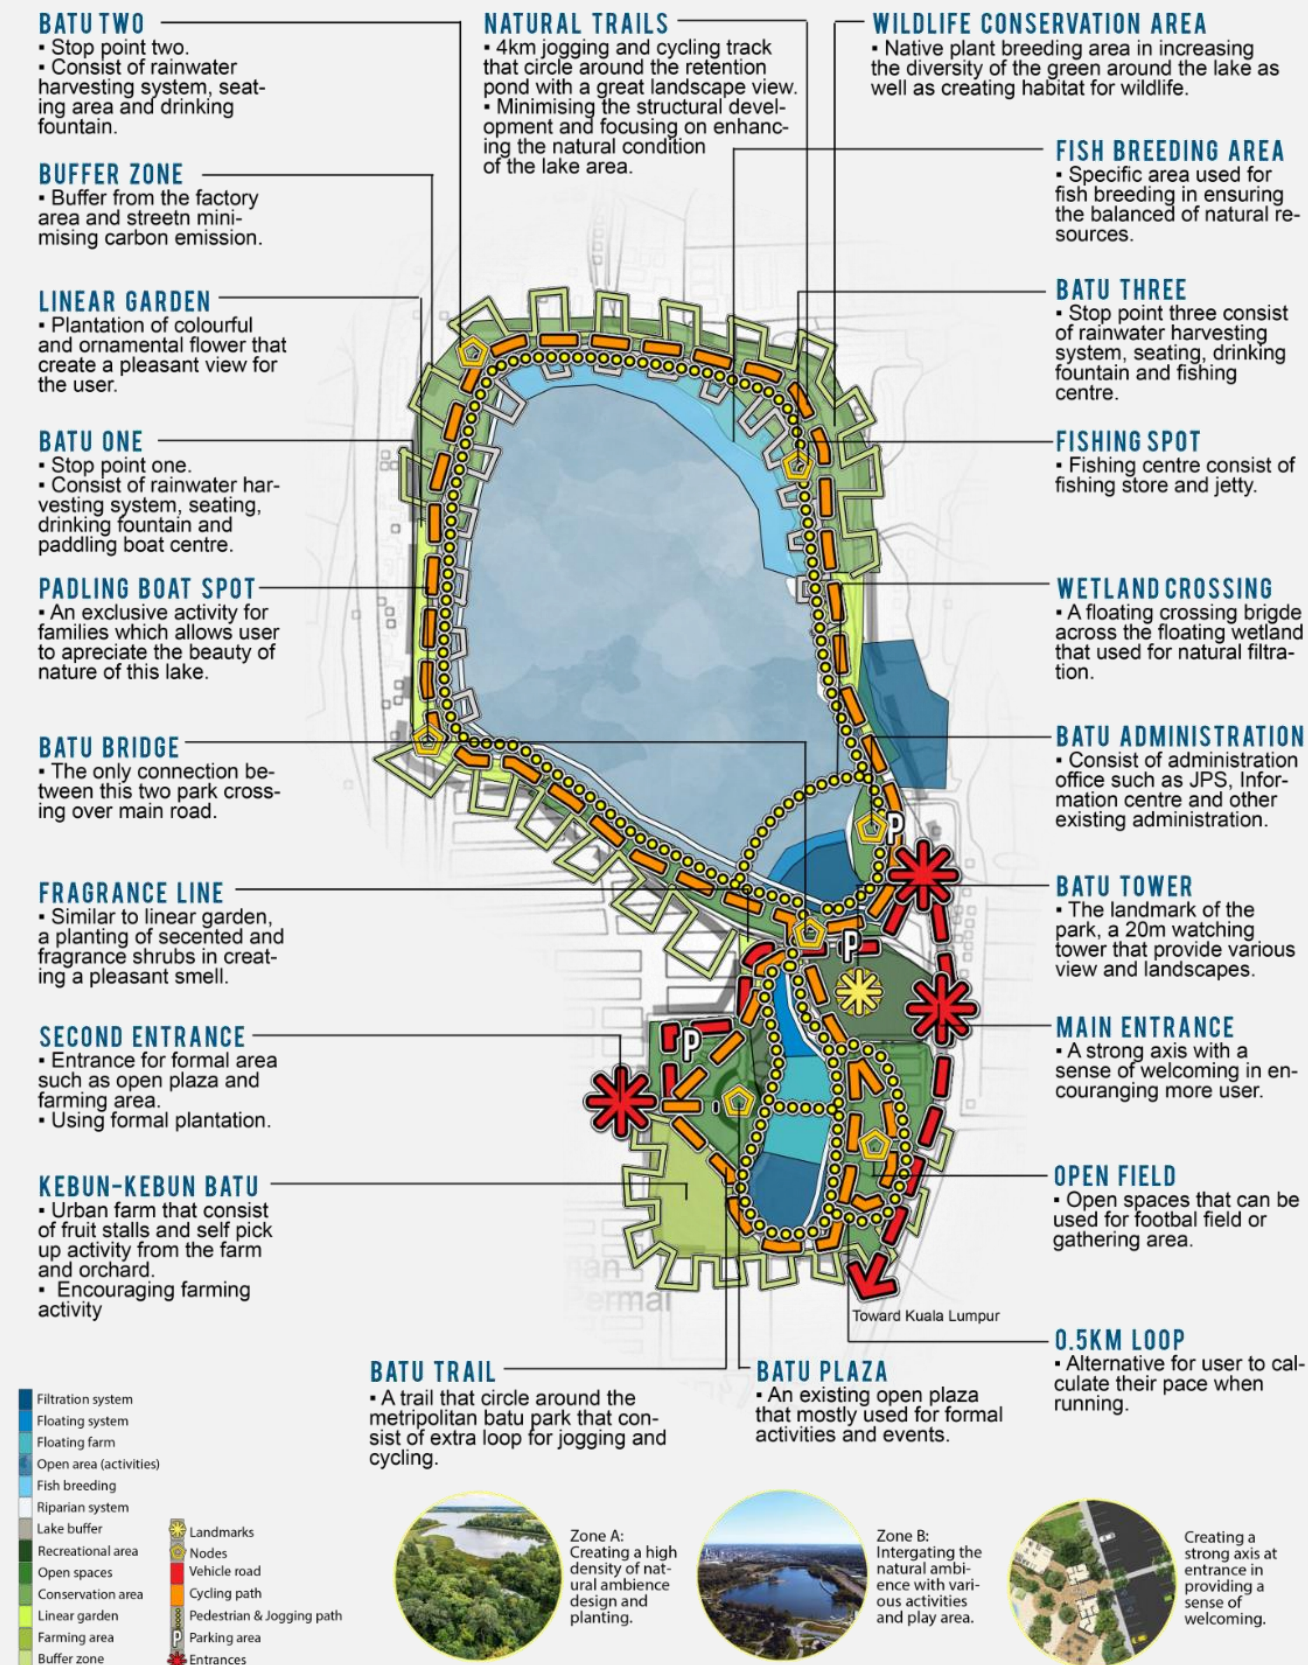 BATU TWO
▪ Stop point two.
▪ Consist of rainwater
harvesting system, seat-
ing area and drinking
fountain.
BUFFER ZONE
▪ Buffer from the factory
area and streetn mini-
mising carbon emission.
LINEAR GARDEN
▪ Plantation of colourful
and ornamental flower that
create a pleasant view for
the user.
BATU ONE
▪ Stop point one.
▪ Consist of rainwater har-
vesting system, seating,
drinking fountain and
paddling boat centre.
PADLING BOAT SPOT
▪ An exclusive activity for
families which allows user
to apreciate the beauty of
nature of this lake.
BATU BRIDGE
▪ The only connection be-
tween this two park cross-
ing over main road.
FRAGRANCE LINE
▪ Similar to linear garden,
a planting of secented and
fragrance shrubs in creat-
ing a pleasant smell.
SECOND ENTRANCE
▪ Entrance for formal area
such as open plaza and
farming area.
▪ Using formal plantation.
KEBUN-KEBUN BATU
▪ Urban farm that consist
of fruit stalls and self pick
up activity from the farm
and orchard.
▪ Encouraging farming
activity
NATURAL TRAILS
▪ 4km jogging and cycling track
that circle around the retention
pond with a great landscape view.
▪ Minimising the structural devel-
opment and focusing on enhanc-
ing the natural condition
of the lake area.
WILDLIFE CONSERVATION AREA
▪ Native plant breeding area in increasing
the diversity of the green around the lake as
well as creating habitat for wildlife.
FISH BREEDING AREA
▪ Specific area used for
fish breeding in ensuring
the balanced of natural re-
sources.
BATU THREE
▪ Stop point three consist
of rainwater harvesting
system, seating, drinking
fountain and fishing
centre.
FISHING SPOT
▪ Fishing centre consist of
fishing store and jetty.
WETLAND CROSSING
▪ A floating crossing brigde
across the floating wetland
that used for natural filtra-
tion.
BATU ADMINISTRATION
▪ Consist of administration
office such as JPS, Infor-
mation centre and other
existing administration.
BATU TOWER
▪ The landmark of the
park, a 20m watching
tower that provide various
view and landscapes.
MAIN ENTRANCE
▪ A strong axis with a
sense of welcoming in en-
couranging more user.
OPEN FIELD
▪ Open spaces that can be
used for footbal field or
gathering area.
0.5KM LOOP
▪ Alternative for user to cal-
culate their pace when
running.
P
P
P
Permai
Toward Kuala Lumpur
BATU TRAIL
▪ A trail that circle around the
metropolitan batu park that con-
sist of extra loop for jogging and
cycling.
BATU PLAZA
▪ An existing open plaza
that mostly used for formal
activities and events.
Filtration system
Floating system
Floating farm
Open area (activities)
Fish breeding
Riparian system
Lake buffer
Recreational area
Open spaces
Conservation area
Linear garden
Farming area
Buffer zone
Landmarks
Nodes
Vehicle road
Cycling path
Pedestrian & Jogging path
P Parking area
Entrances
Zone A:
Creating a high
density of nat-
ural ambience
design and
planting.
Zone B:
Intergating the
natural ambi-
ence with vari-
ous activities
and play area.
Creating a
strong axis at
entrance in
providing a
sense of
welcoming.